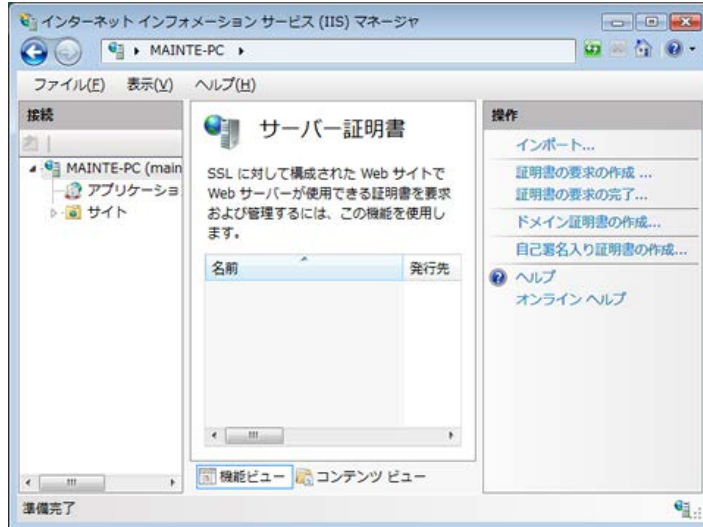 インターネット インフォメーション サービス (IIS) マネージャ
MAINTE-PC
ファイル(F) 表示(V) ヘルプ(H)
接続
MAINTE-PC (main
アプリケーショ
サイト
サーバー証明書
SSL に対して構成された Web サイトで
Web サーバーが使用できる証明書を要求
および管理するには、この機能を使用し
ます。
名前 発行先
機能ビュー コンテンツ ビュー
操作
インポート...
証明書の要求の作成 ...
証明書の要求の完了...
ドメイン証明書の作成...
自己署名入り証明書の作成...
ヘルプ
オンライン ヘルプ
準備完了